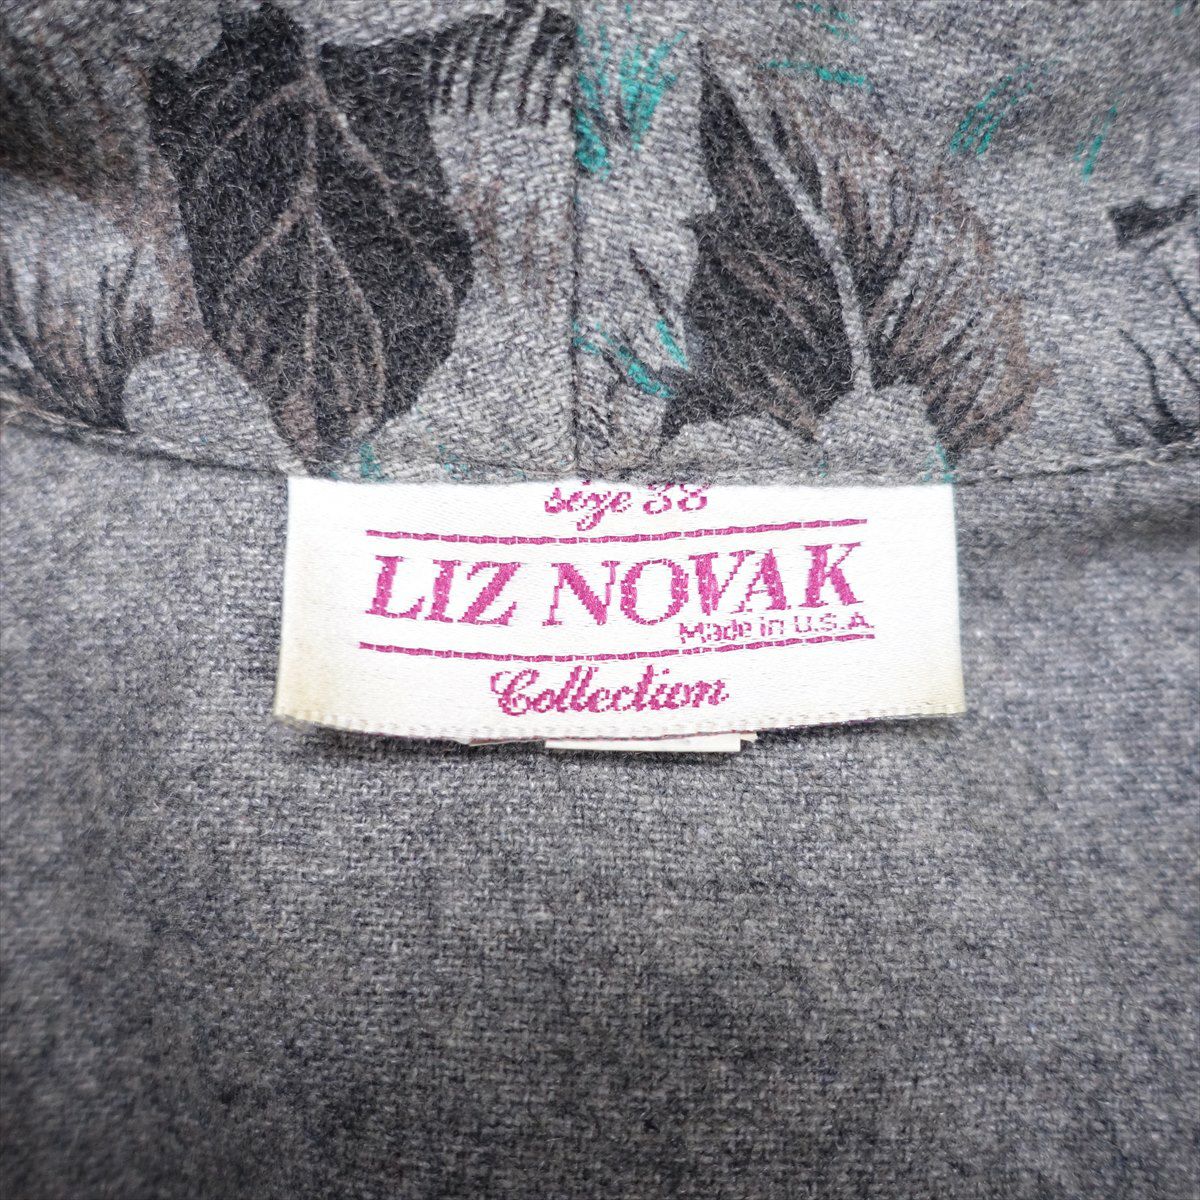 size 38
LIZ NOVAK
Made in U.S.A
Collection